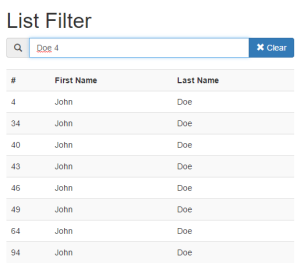 List Filter
Doe 4 Clear
# First Name Last Name
4 John Doe
34 John Doe
40 John Doe
43 John Doe
46 John Doe
49 John Doe
64 John Doe
94 John Doe